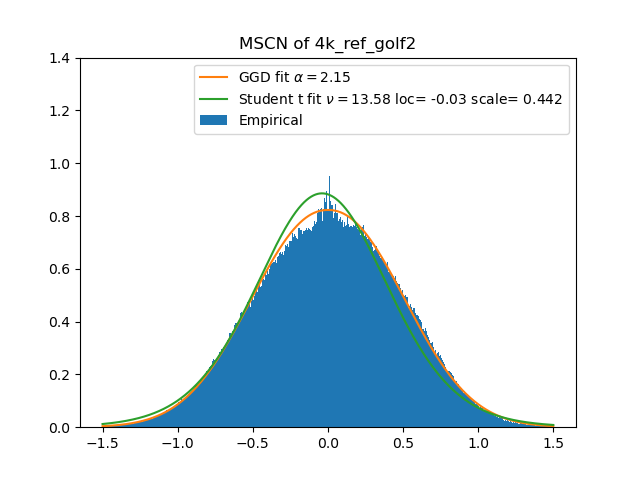 MSCN of 4k_ref_golf2
GGD fit α = 2.15
Student t fit ν = 13.58 loc= -0.03 scale= 0.442
Empirical
1.4
1.2
1.0
0.8
0.6
0.4
0.2
0.0
−1.5 −1.0 −0.5 0.0 0.5 1.0 1.5